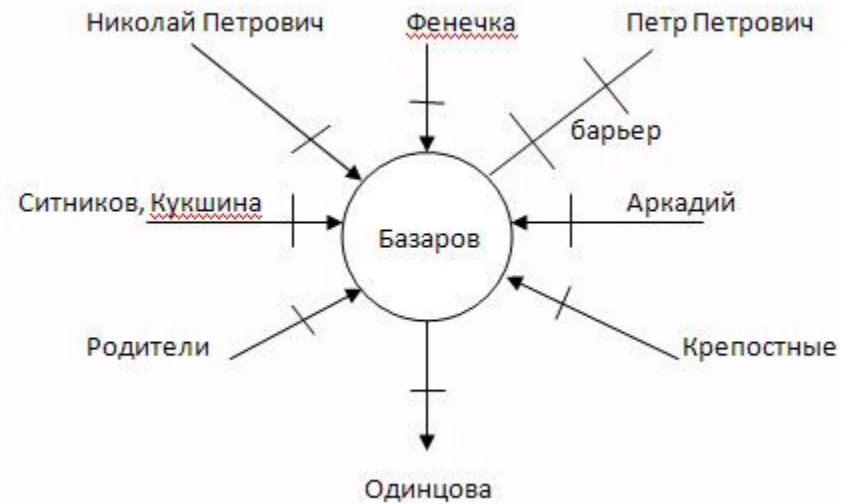 Николай Петрович
Фенечка
Петр Петрович
барьер
Ситников, Кукшина
Аркадий
Базаров
Родители
Крепостные
Одинцова